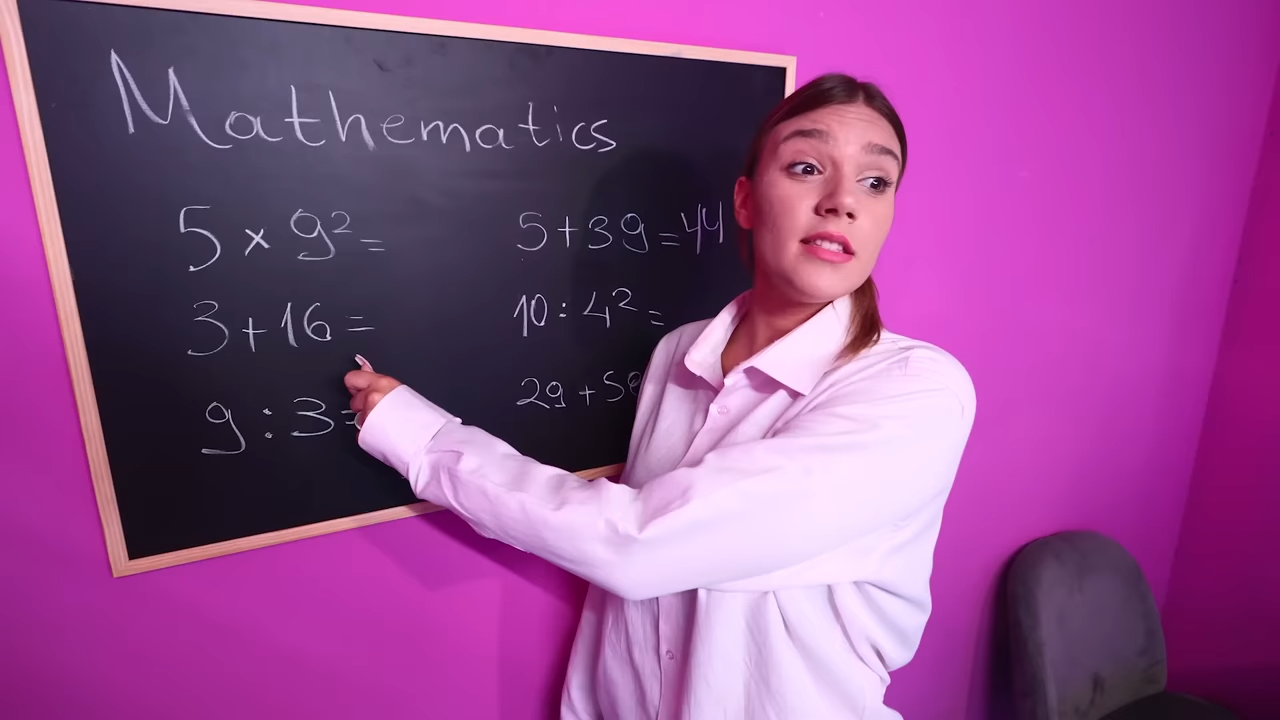 Mathematics
5 × 9² =
3 + 16 =
9 : 3 =
5 + 39 = 44
10 : 4² =
29 + 5